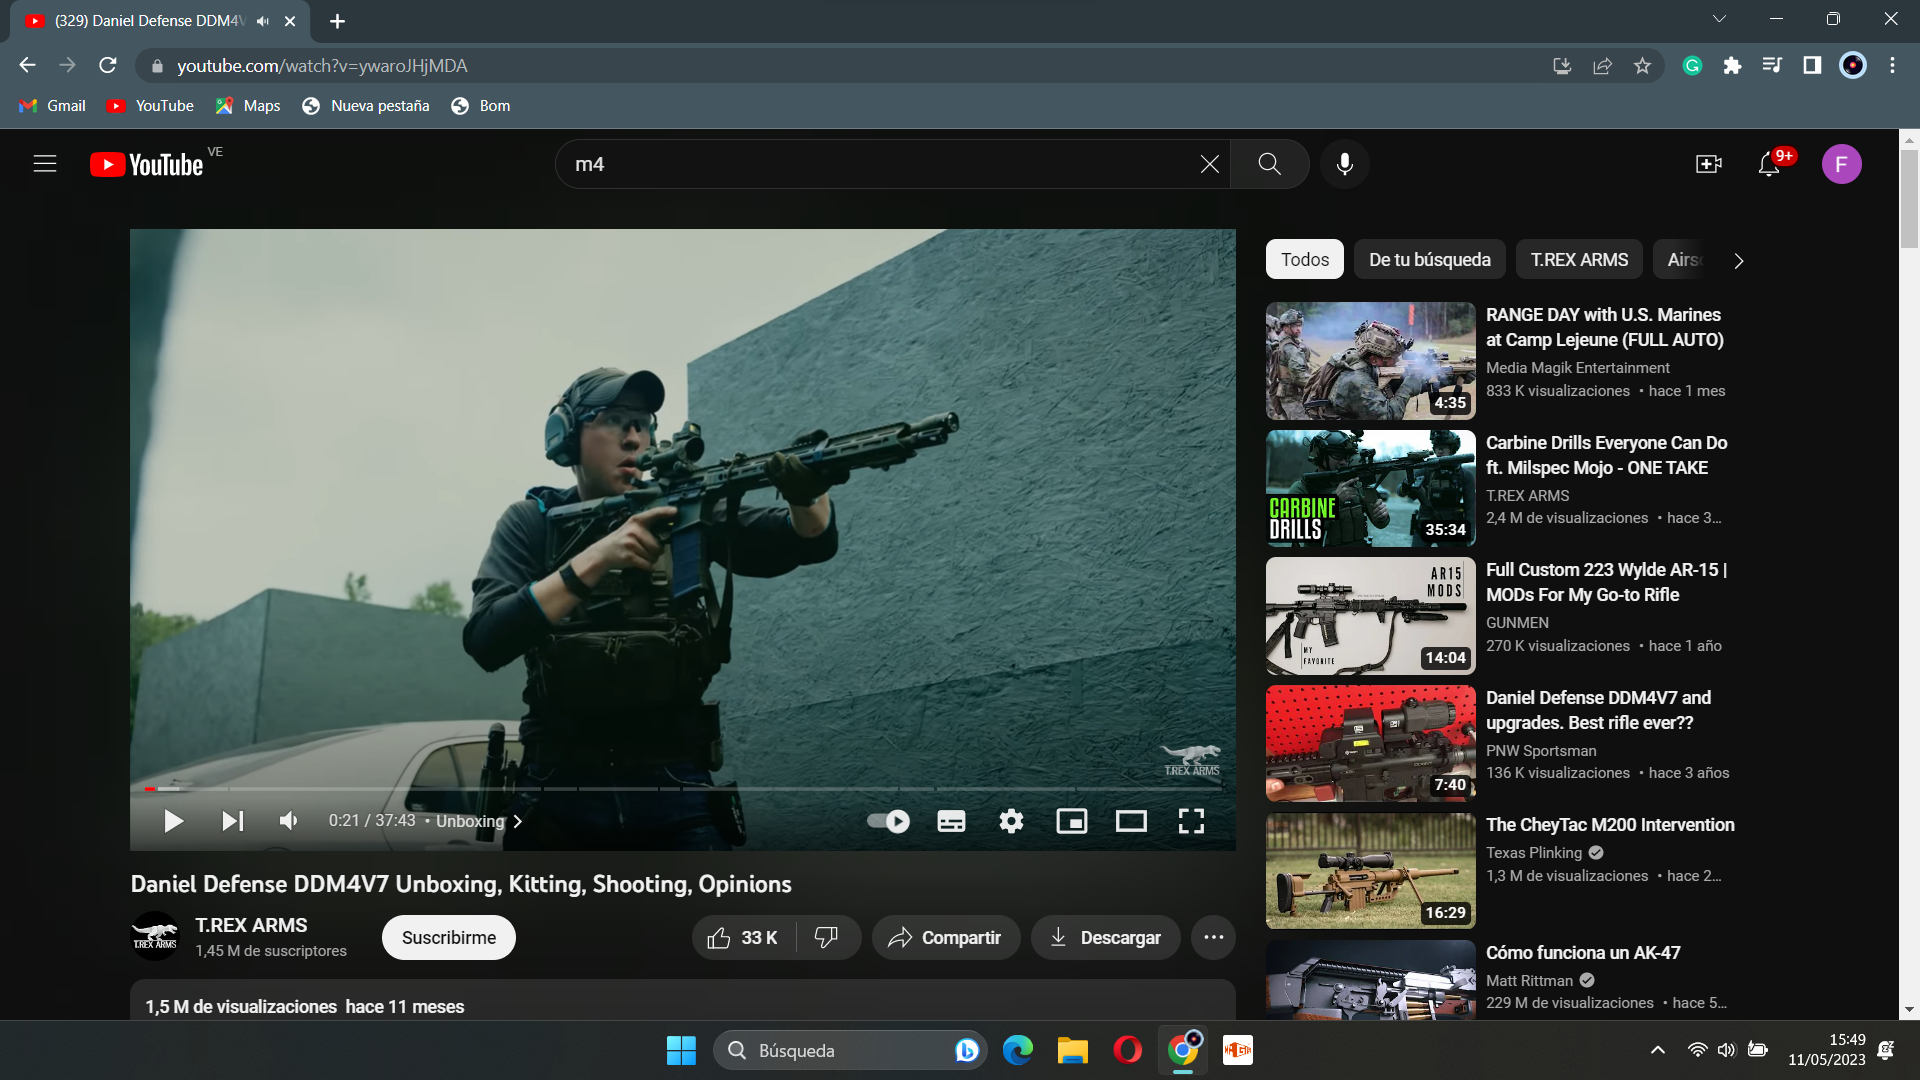 (329) Daniel Defense DDM4V
youtube.com/watch?v=ywaroJHjMDA
Gmail
YouTube
Maps
Nueva pestaña
Bom
YouTube
VE
m4
9+
F
T.REX ARMS
0:21 / 37:43 • Unboxing
Daniel Defense DDM4V7 Unboxing, Kitting, Shooting, Opinions
T.REX ARMS
T.REX ARMS
1,45 M de suscriptores
Suscribirme
33 K
Compartir
Descargar
1,5 M de visualizaciones hace 11 meses
Todos
De tu búsqueda
T.REX ARMS
Airso
4:35
RANGE DAY with U.S. Marines
at Camp Lejeune (FULL AUTO)
Media Magik Entertainment
833 K visualizaciones • hace 1 mes
CARBINE
DRILLS
35:34
Carbine Drills Everyone Can Do
ft. Milspec Mojo - ONE TAKE
T.REX ARMS
2,4 M de visualizaciones • hace 3...
AR15
MODS
MY
FAVORITE
14:04
Full Custom 223 Wylde AR-15 |
MODs For My Go-to Rifle
GUNMEN
270 K visualizaciones • hace 1 año
7:40
Daniel Defense DDM4V7 and
upgrades. Best rifle ever??
PNW Sportsman
136 K visualizaciones • hace 3 años
16:29
The CheyTac M200 Intervention
Texas Plinking
1,3 M de visualizaciones • hace 2...
Cómo funciona un AK-47
Matt Rittman
229 M de visualizaciones • hace 5...
Búsqueda
15:49
11/05/2023